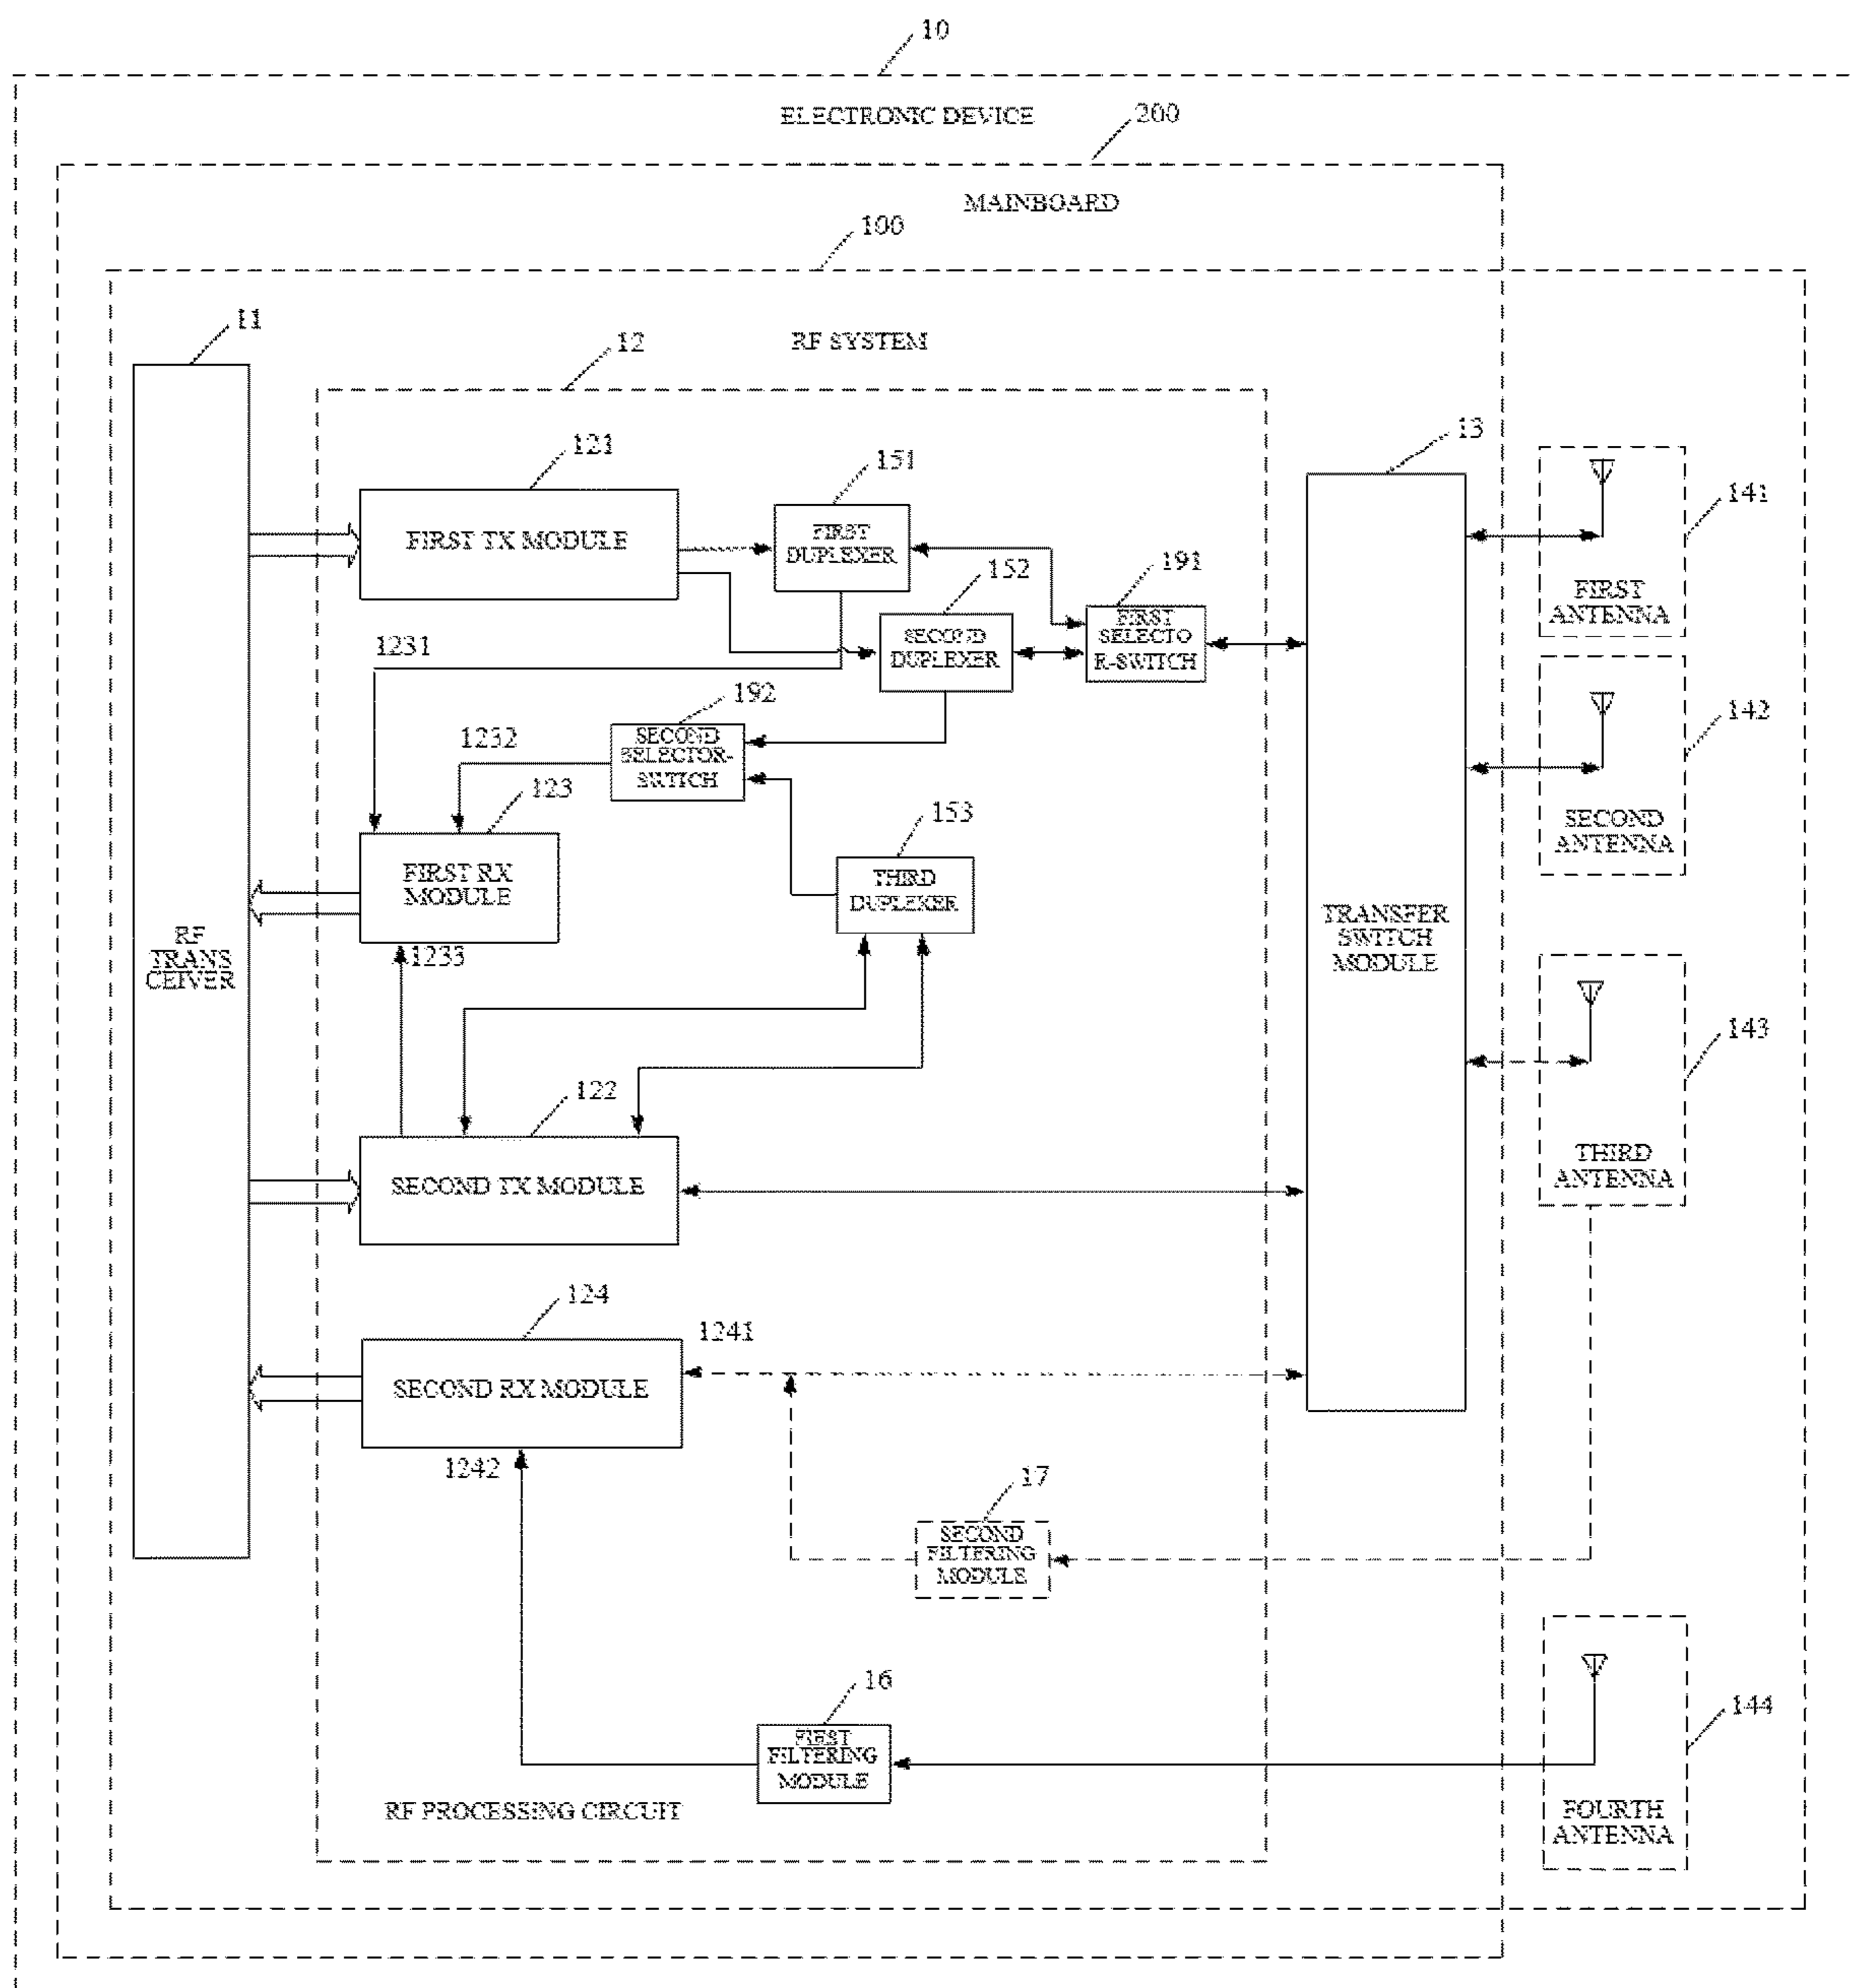 10
ELECTRONIC DEVICE
200
MAINBOARD
100
RF SYSTEM
11
12
121
151
13
FIRST TX MODULE
FIRST
DUPLEXER
152
191
141
FIRST
ANTENNA
SECOND
DUPLEXER
FIRST
SELECTO
R-SWITCH
1231
192
SECOND
SELECTOR-
SWITCH
1232
142
SECOND
ANTENNA
123
153
FIRST RX
MODULE
THIRD
DUPLEXER
RF
TRANS
CEIVER
1233
TRANSFER
SWITCH
MODULE
143
122
THIRD
ANTENNA
SECOND TX MODULE
124
1241
SECOND RX MODULE
1242
17
SECOND
FILTERING
MODULE
16
FIRST
FILTERING
MODULE
144
RF PROCESSING CIRCUIT
FOURTH
ANTENNA